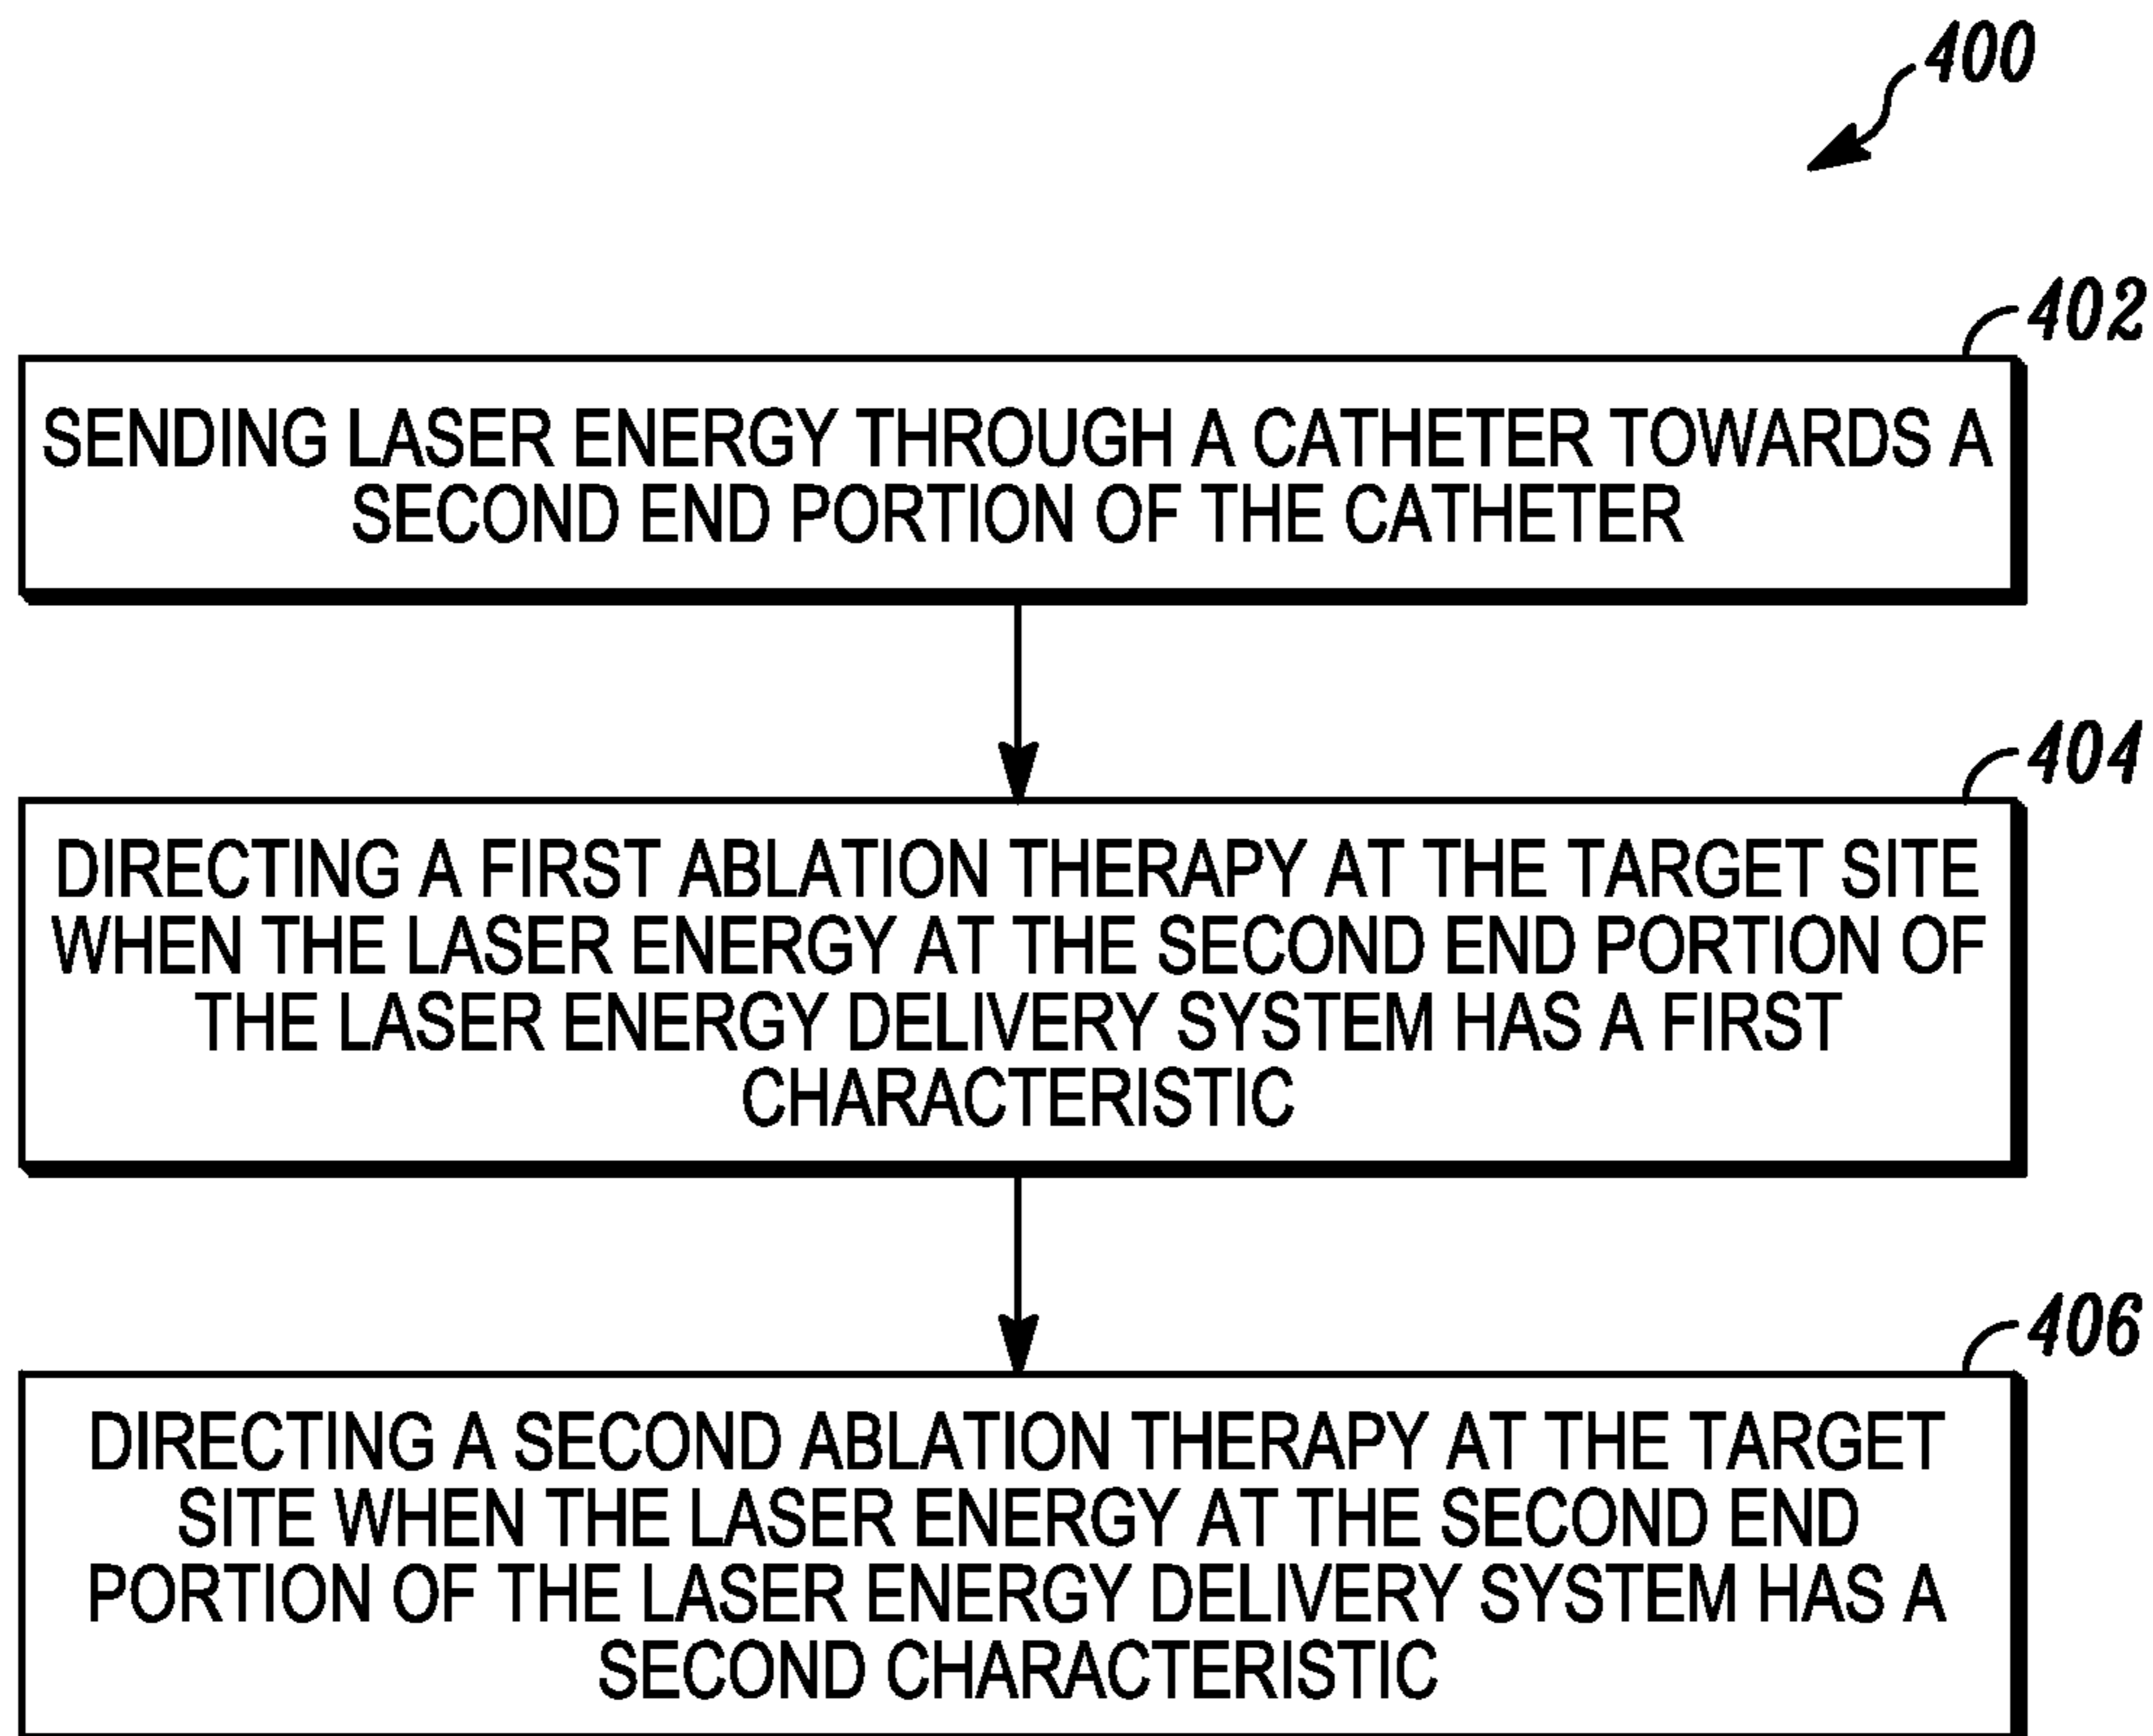 400
402
SENDING LASER ENERGY THROUGH A CATHETER TOWARDS A
SECOND END PORTION OF THE CATHETER
404
DIRECTING A FIRST ABLATION THERAPY AT THE TARGET SITE
WHEN THE LASER ENERGY AT THE SECOND END PORTION OF
THE LASER ENERGY DELIVERY SYSTEM HAS A FIRST
CHARACTERISTIC
406
DIRECTING A SECOND ABLATION THERAPY AT THE TARGET
SITE WHEN THE LASER ENERGY AT THE SECOND END
PORTION OF THE LASER ENERGY DELIVERY SYSTEM HAS A
SECOND CHARACTERISTIC